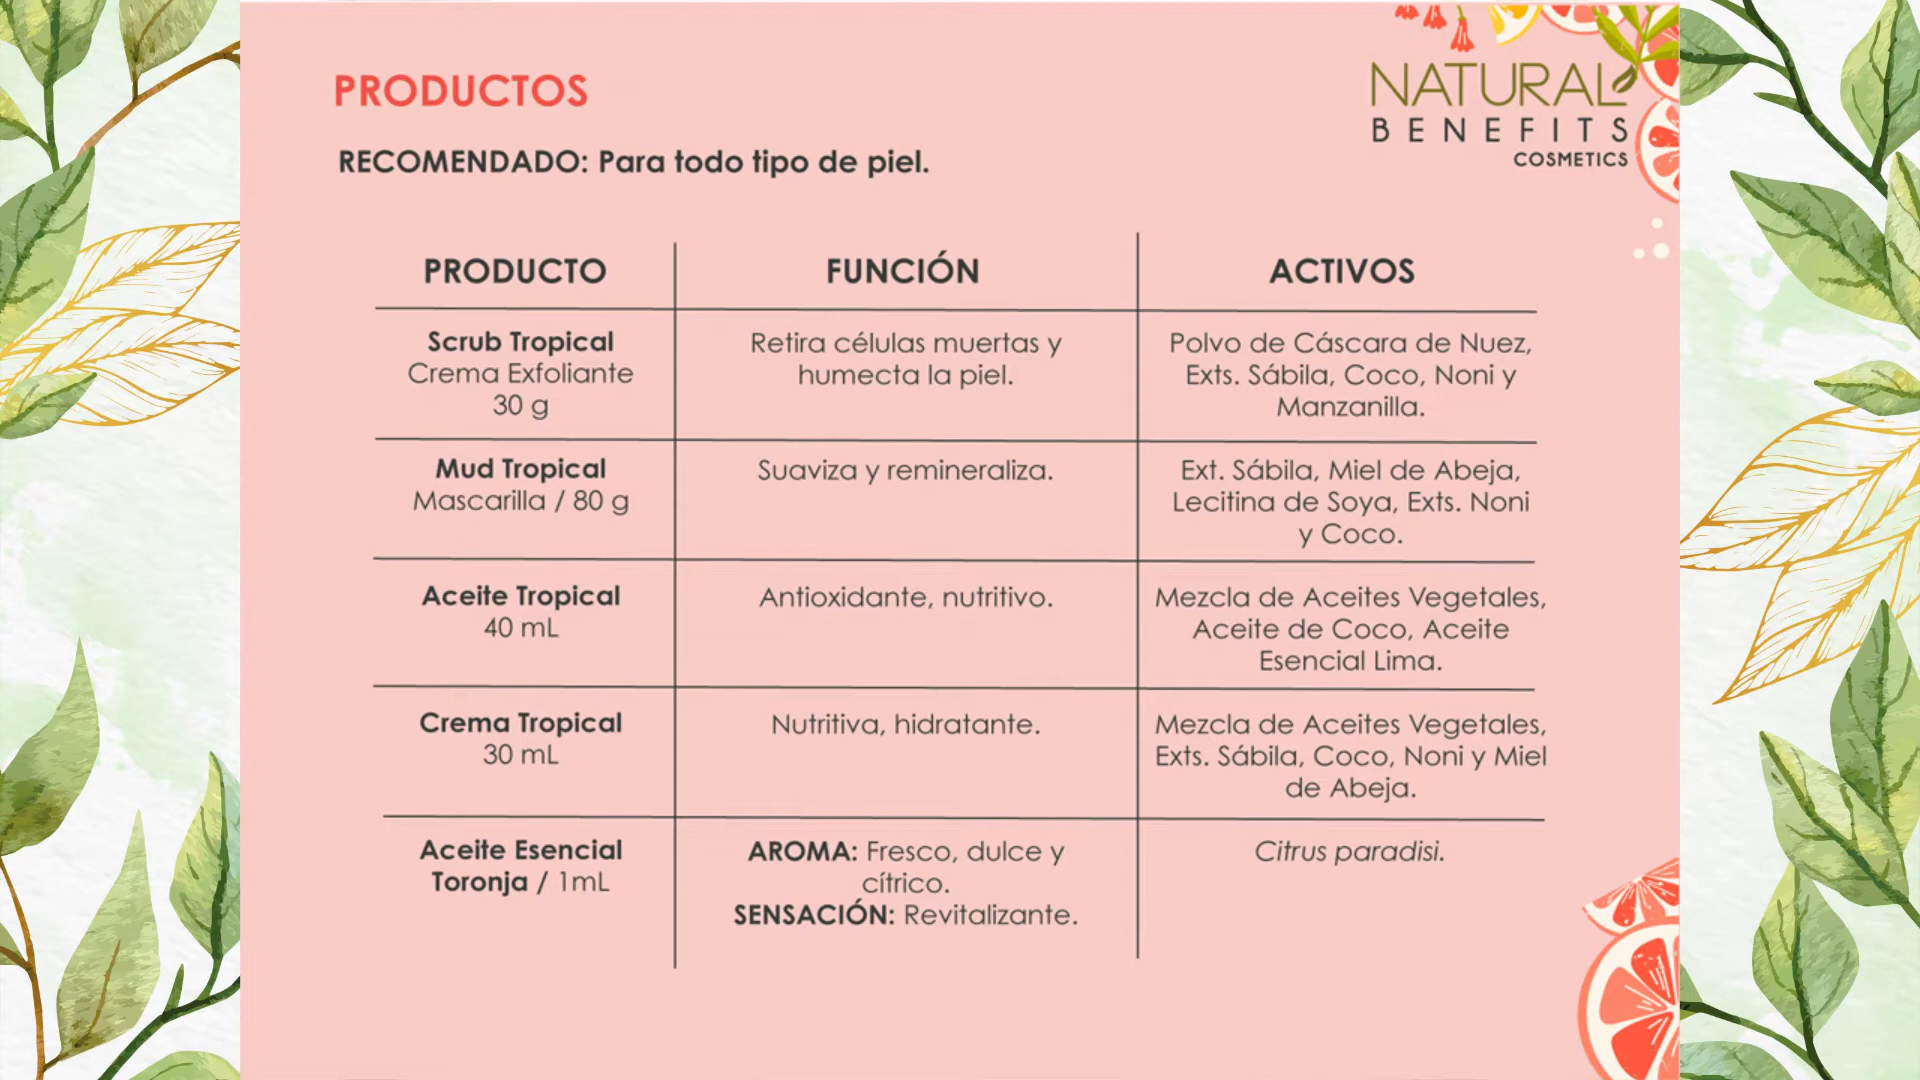 PRODUCTOS
NATURAL
BENEFITS
COSMETICS
RECOMENDADO: Para todo tipo de piel.
PRODUCTO
FUNCIÓN
ACTIVOS
Scrub Tropical
Crema Exfoliante
30 g
Retira células muertas y
humecta la piel.
Polvo de Cáscara de Nuez,
Exts. Sábila, Coco, Noni y
Manzanilla.
Mud Tropical
Mascarilla / 80 g
Suaviza y remineraliza.
Ext. Sábila, Miel de Abeja,
Lecitina de Soya, Exts. Noni
y Coco.
Aceite Tropical
40 mL
Antioxidante, nutritivo.
Mezcla de Aceites Vegetales,
Aceite de Coco, Aceite
Esencial Lima.
Crema Tropical
30 mL
Nutritiva, hidratante.
Mezcla de Aceites Vegetales,
Exts. Sábila, Coco, Noni y Miel
de Abeja.
Aceite Esencial
Toronja / 1mL
AROMA: Fresco, dulce y
cítrico.
SENSACIÓN: Revitalizante.
Citrus paradisi.